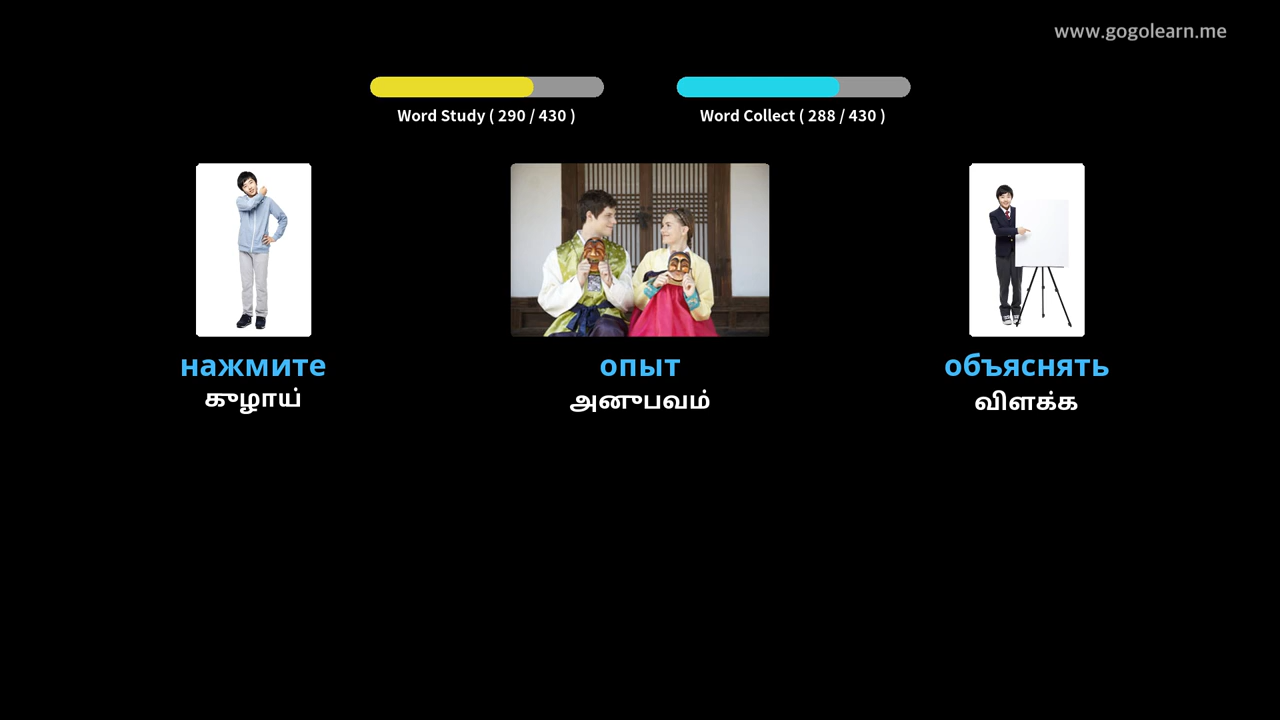 www.gogolearn.me
Word Study ( 290 / 430 )
Word Collect ( 288 / 430 )
нажмите
குழாய்
опыт
அனுபவம்
объяснять
விளக்க